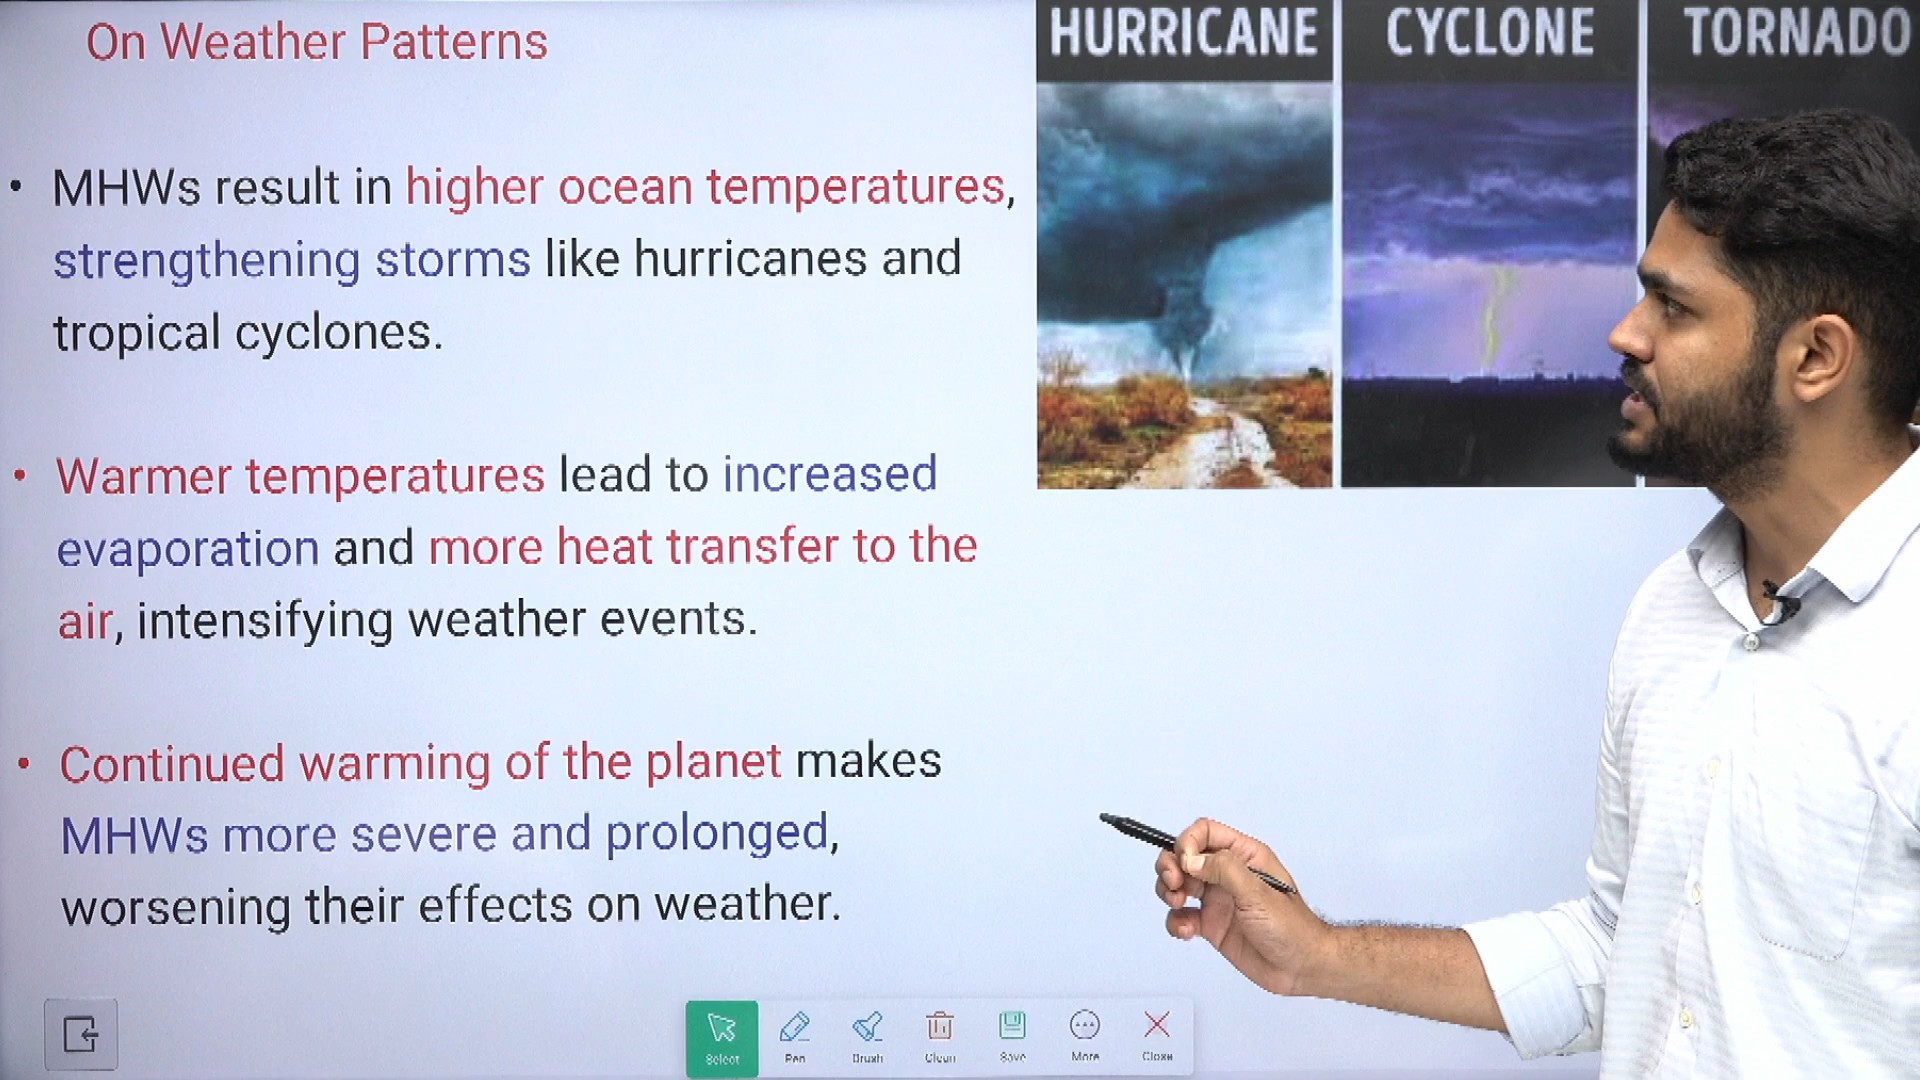 On Weather Patterns
HURRICANE
CYCLONE
TORNADO
• MHWs result in higher ocean temperatures,
strengthening storms like hurricanes and
tropical cyclones.
• Warmer temperatures lead to increased
evaporation and more heat transfer to the
air, intensifying weather events.
• Continued warming of the planet makes
MHWs more severe and prolonged,
worsening their effects on weather.
Select
Pen
Brush
Clean
Save
More
Close